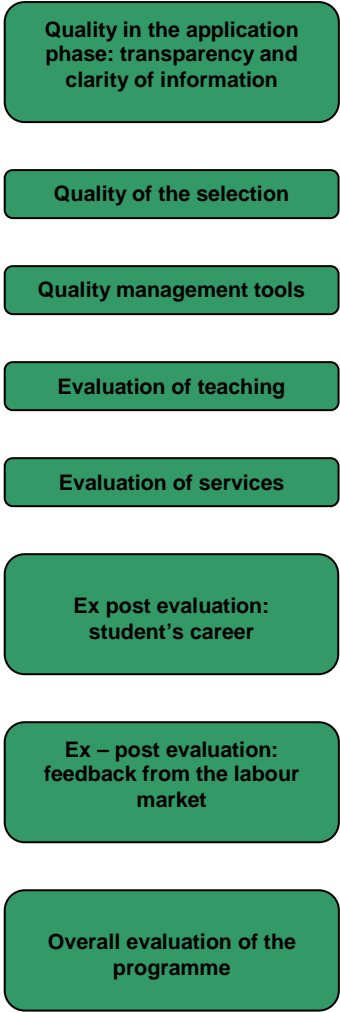 Quality in the application
phase: transparency and
clarity of information
Quality of the selection
Quality management tools
Evaluation of teaching
Evaluation of services
Ex post evaluation:
student’s career
Ex – post evaluation:
feedback from the labour
market
Overall evaluation of the
programme